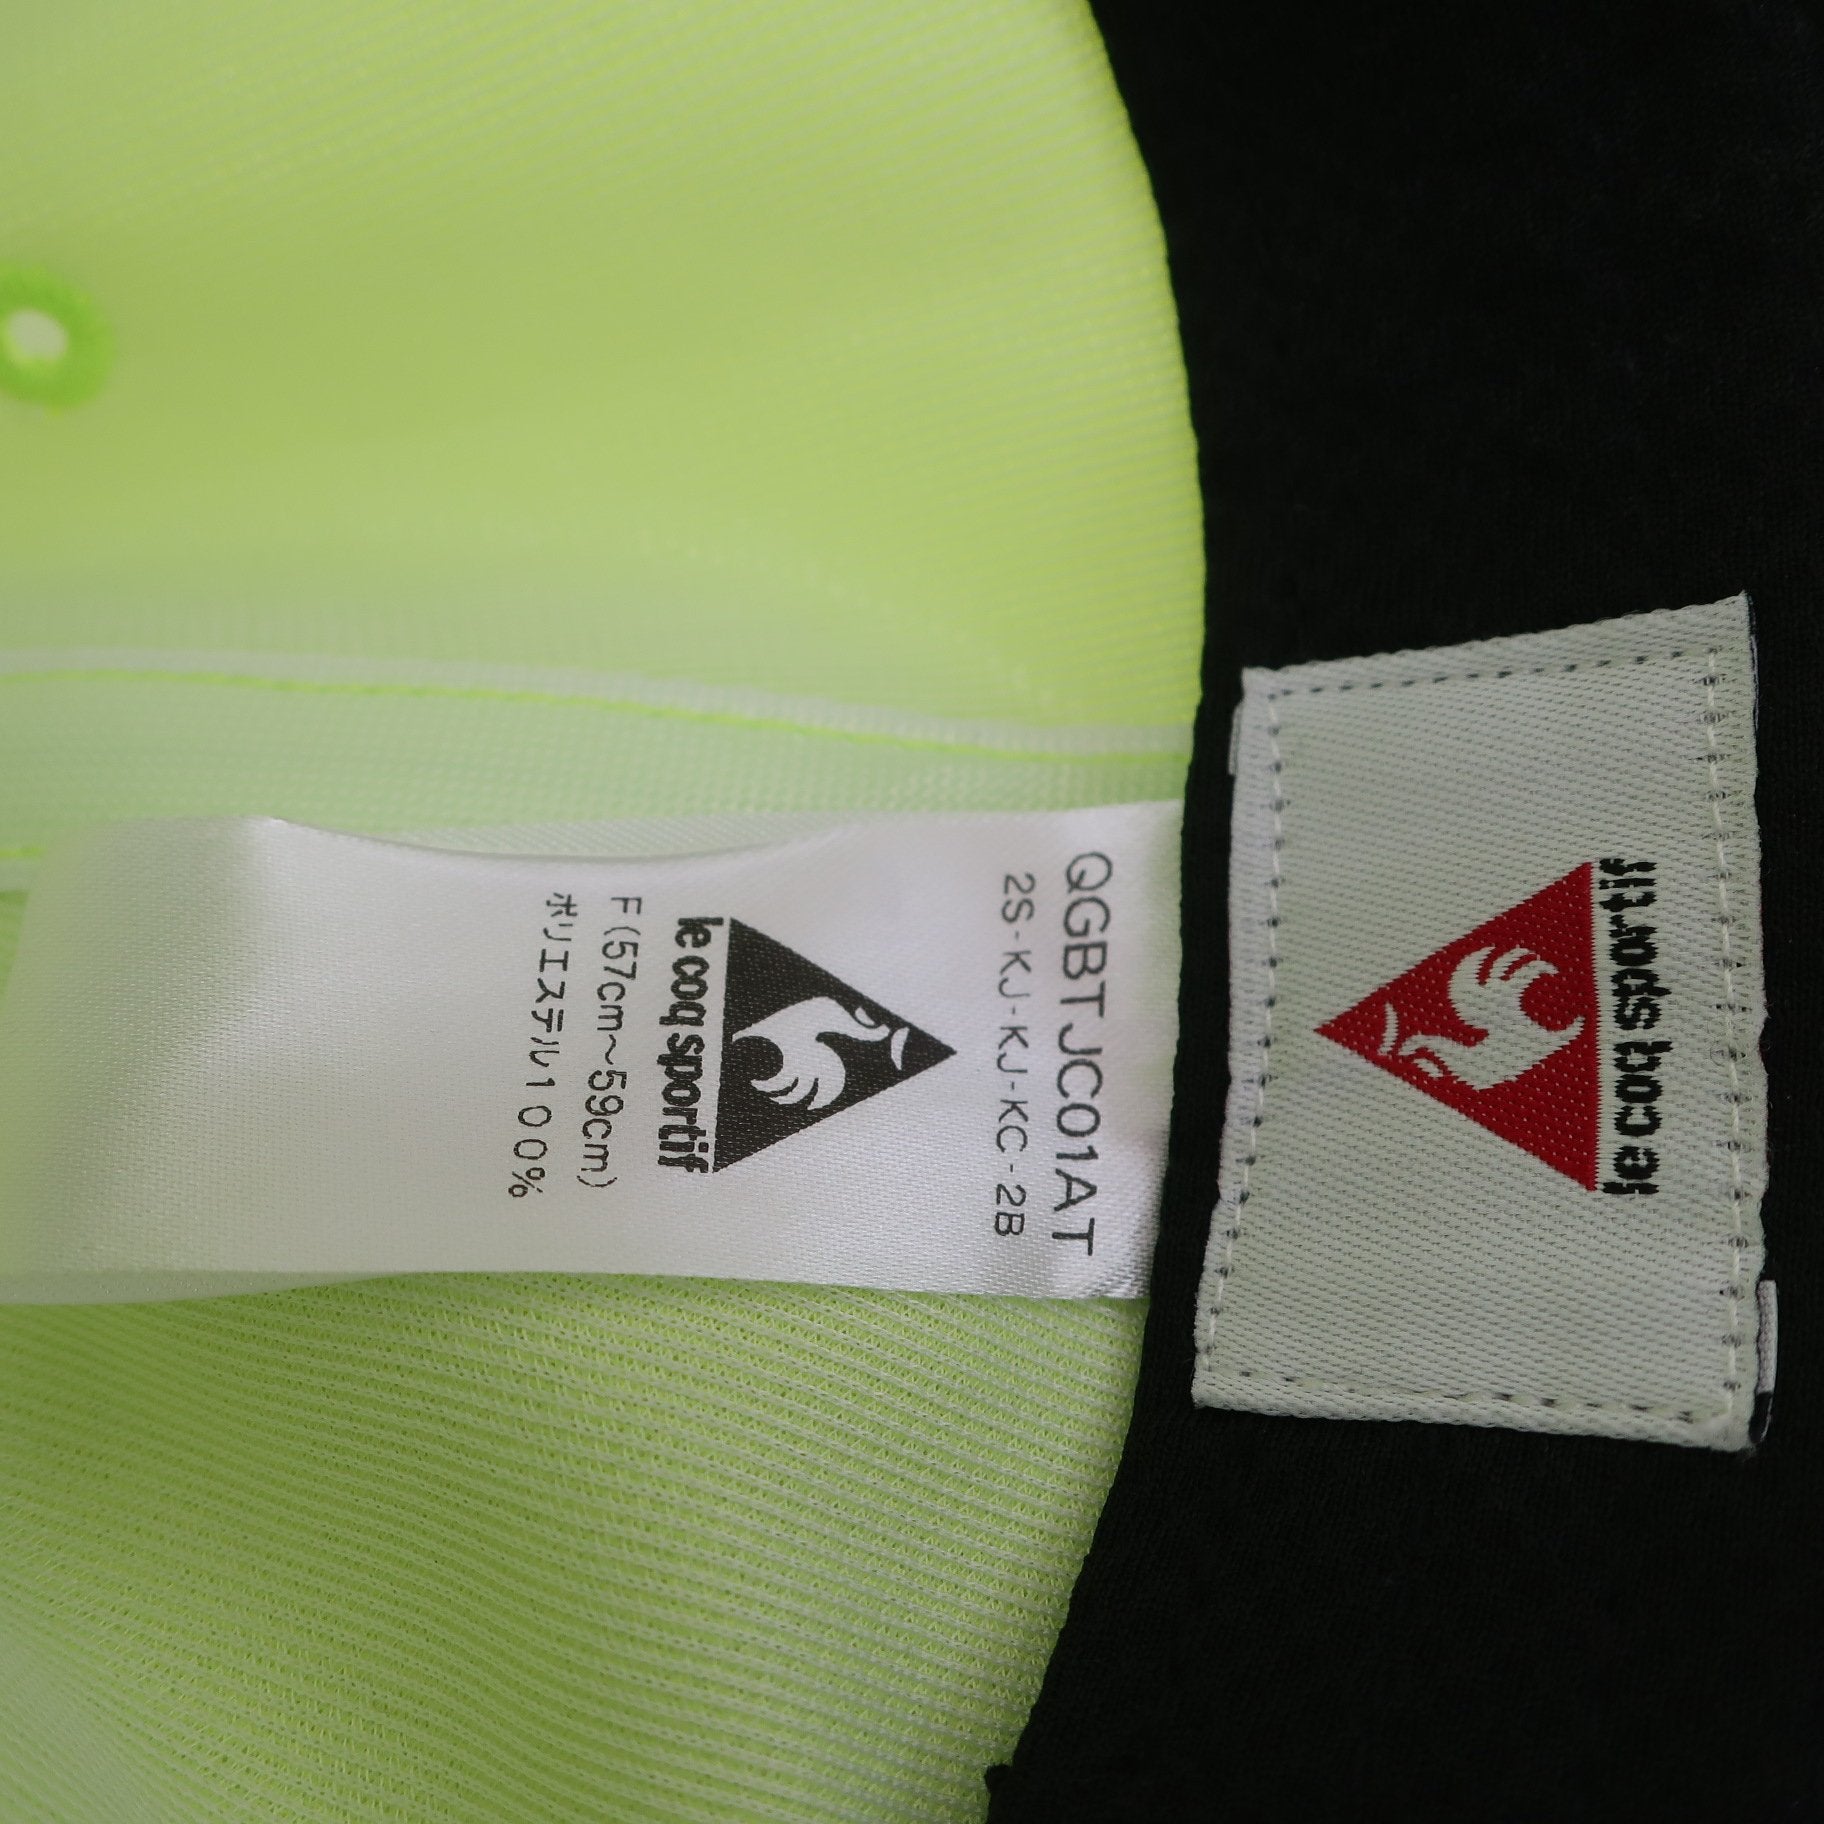 QGBTJC01AT
2S-KJ-KJ-KC-2B
le coq sportif
F(57cm～59cm)
ポリエステル100%
le coq sportif